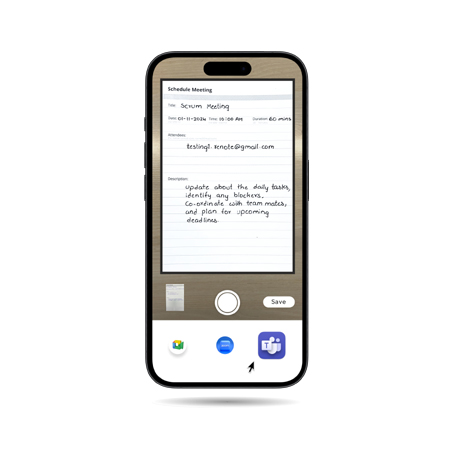 Schedule Meeting
Title: Scrum Meeting
Date: 01-11-2024 Time: 10:00 AM Duration: 60 mins
Attendees:
testing1.xenote@gmail.com
Description:
update about the daily tasks,
identify any blockers,
Co-ordinate with team mates,
and plan for upcoming
deadlines.
Save